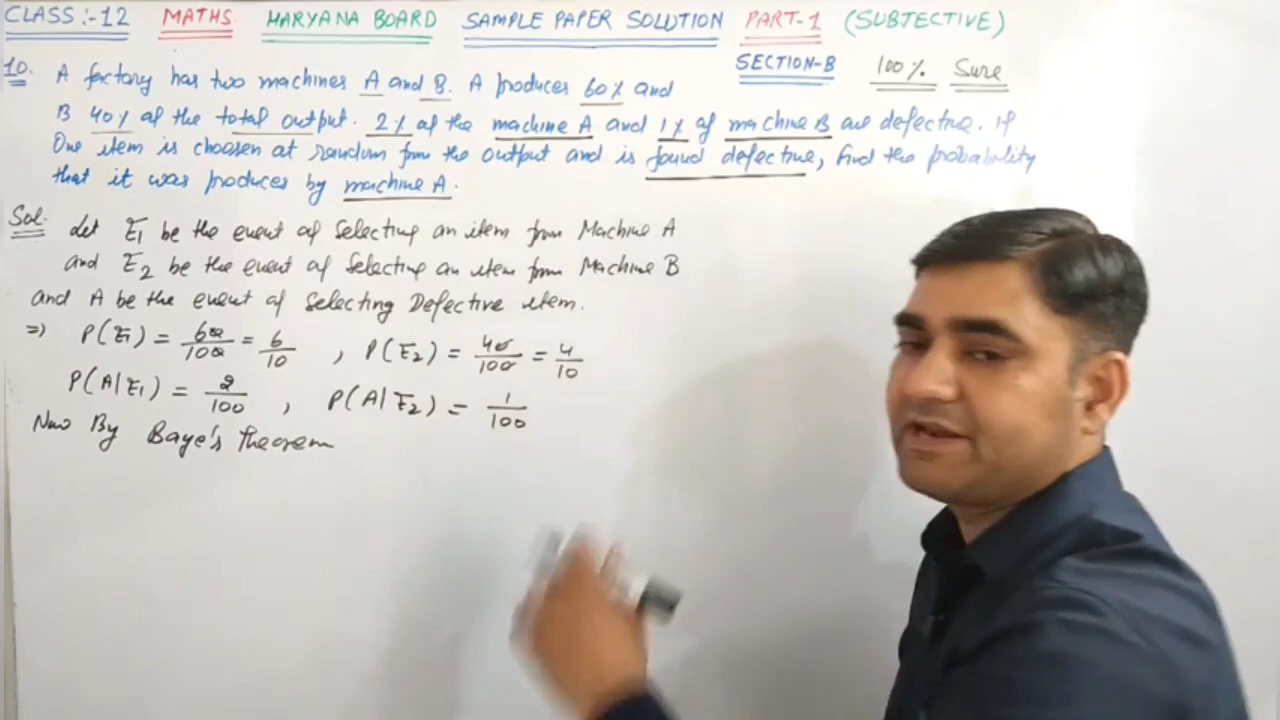 CLASS:-12 MATHS HARYANA BOARD SAMPLE PAPER SOLUTION PART-1 (SUBJECTIVE)
SECTION-B 100% Sure
10. A factory has two machines A and B. A produces 60% and
B 40% of the total output. 2% of the machine A and 1% of machine B are defective. If
One item is choosen at random from the output and is found defective, find the probability
that it was produces by machine A.
Sol. Let E1 be the event of Selecting an item from Machine A
and E2 be the event of Selecting an item from Machine B
and A be the event of Selecting Defective item.
=> P(E1) = 60/100 = 6/10 , P(E2) = 40/100 = 4/10
P(A|E1) = 2/100 , P(A|E2) = 1/100
Now By Baye's theorem